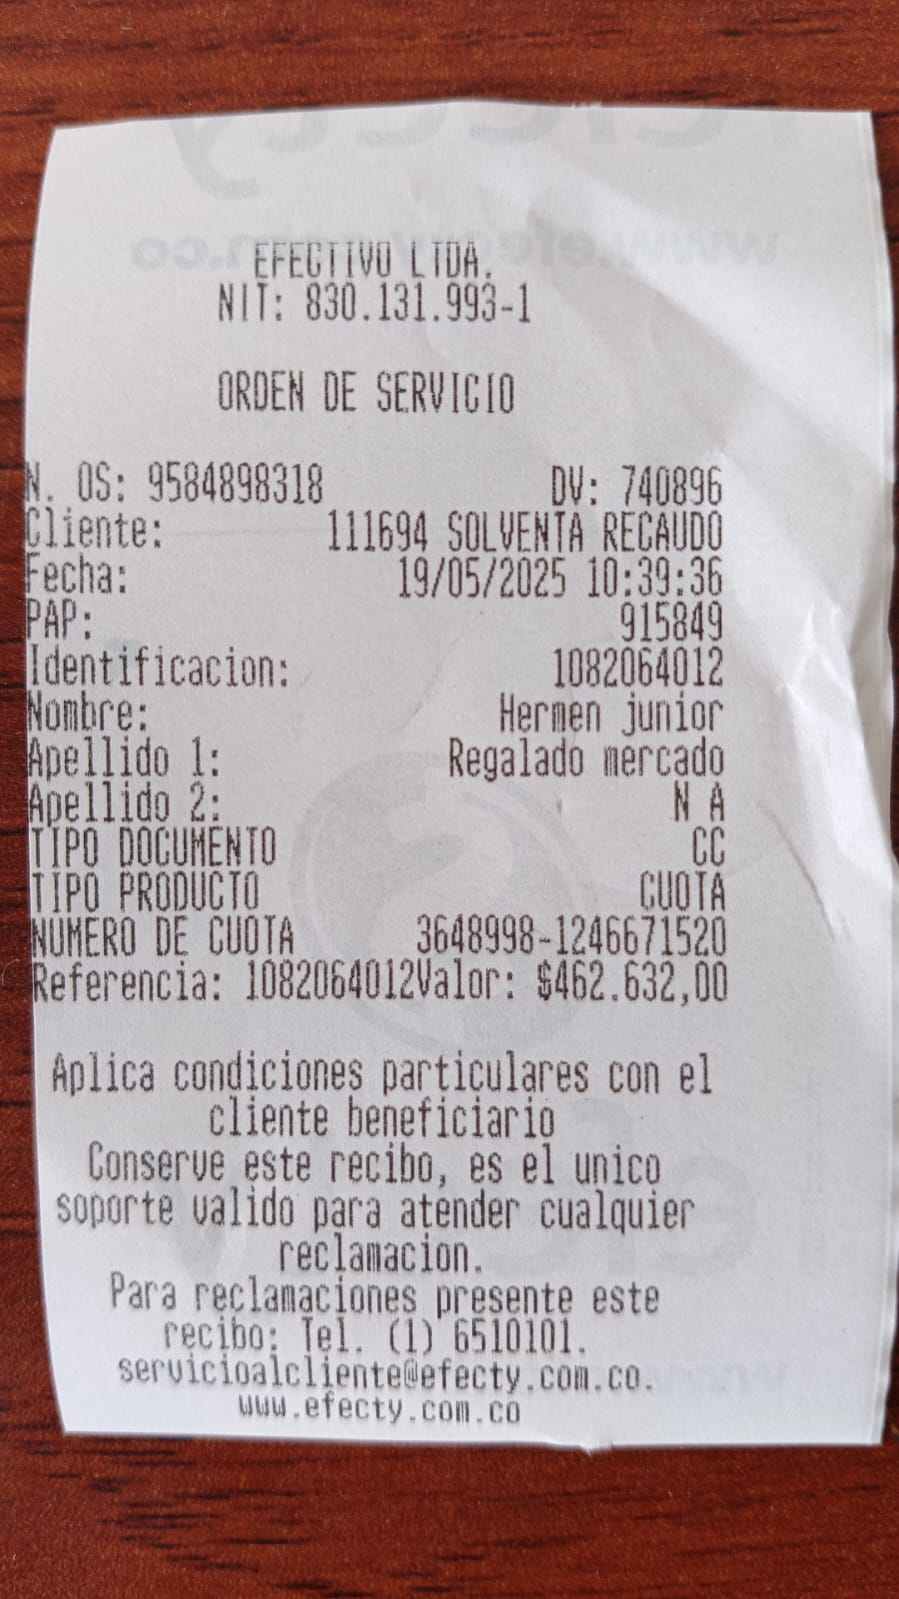 EFECTIVO LTDA.
NIT: 830.131.993-1
ORDEN DE SERVICIO
N. OS: 9584898318 DV: 740896
Cliente: 111694 SOLVENTA RECAUDO
Fecha: 19/05/2025 10:39:36
PAP: 915849
Identificacion: 1082064012
Nombre: Hermen junior
Apellido 1: Regalado mercado
Apellido 2: N A
TIPO DOCUMENTO CC
TIPO PRODUCTO CUOTA
NUMERO DE CUOTA 3648998-1246671520
Referencia: 1082064012Valor: $462.632,00
Aplica condiciones particulares con el
cliente beneficiario
Conserve este recibo, es el unico
soporte valido para atender cualquier
reclamacion.
Para reclamaciones presente este
recibo: Tel. (1) 6510101.
servicioalcliente@efecty.com.co.
www.efecty.com.co